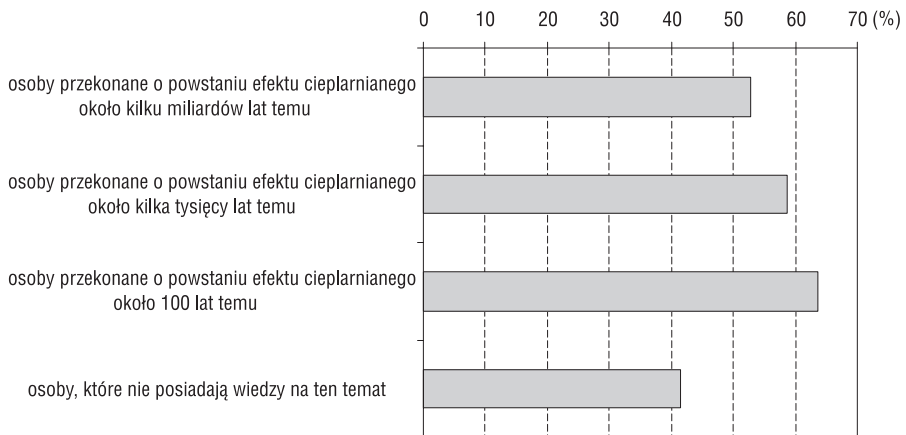 0 10 20 30 40 50 60 70 (%)
osoby przekonane o powstaniu efektu cieplarnianego
około kilku miliardów lat temu
osoby przekonane o powstaniu efektu cieplarnianego
około kilka tysięcy lat temu
osoby przekonane o powstaniu efektu cieplarnianego
około 100 lat temu
osoby, które nie posiadają wiedzy na ten temat